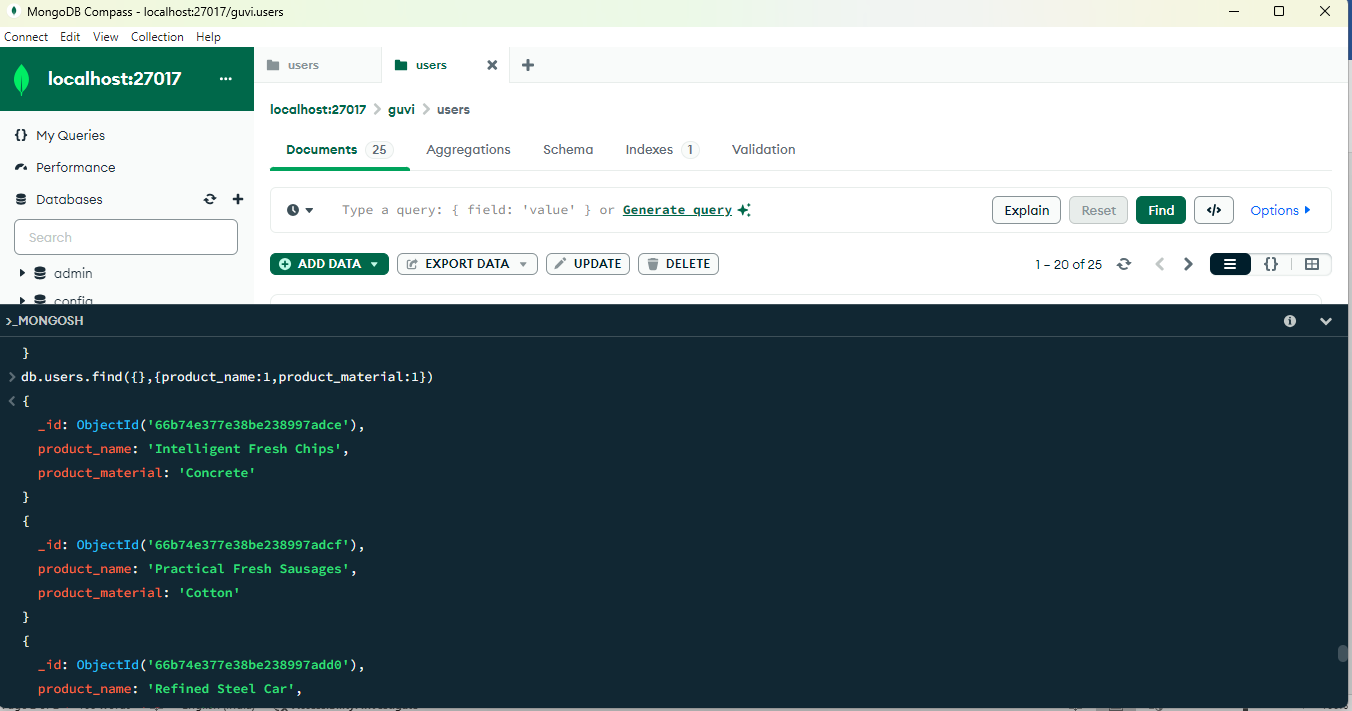 MongoDB Compass - localhost:27017/guvi.users
Connect Edit View Collection Help
localhost:27017 ...
users
users
localhost:27017 > guvi > users
{} My Queries
Performance
Databases
Search
admin
config
Documents 25 Aggregations Schema Indexes 1 Validation
Type a query: { field: 'value' } or Generate query
Explain Reset Find </> Options
ADD DATA EXPORT DATA UPDATE DELETE
1 – 20 of 25 {}
>_MONGOSH
}
> db.users.find({},{product_name:1,product_material:1})
< {
_id: ObjectId('66b74e377e38be238997adce'),
product_name: 'Intelligent Fresh Chips',
product_material: 'Concrete'
}
{
_id: ObjectId('66b74e377e38be238997adcf'),
product_name: 'Practical Fresh Sausages',
product_material: 'Cotton'
}
{
_id: ObjectId('66b74e377e38be238997add0'),
product_name: 'Refined Steel Car',